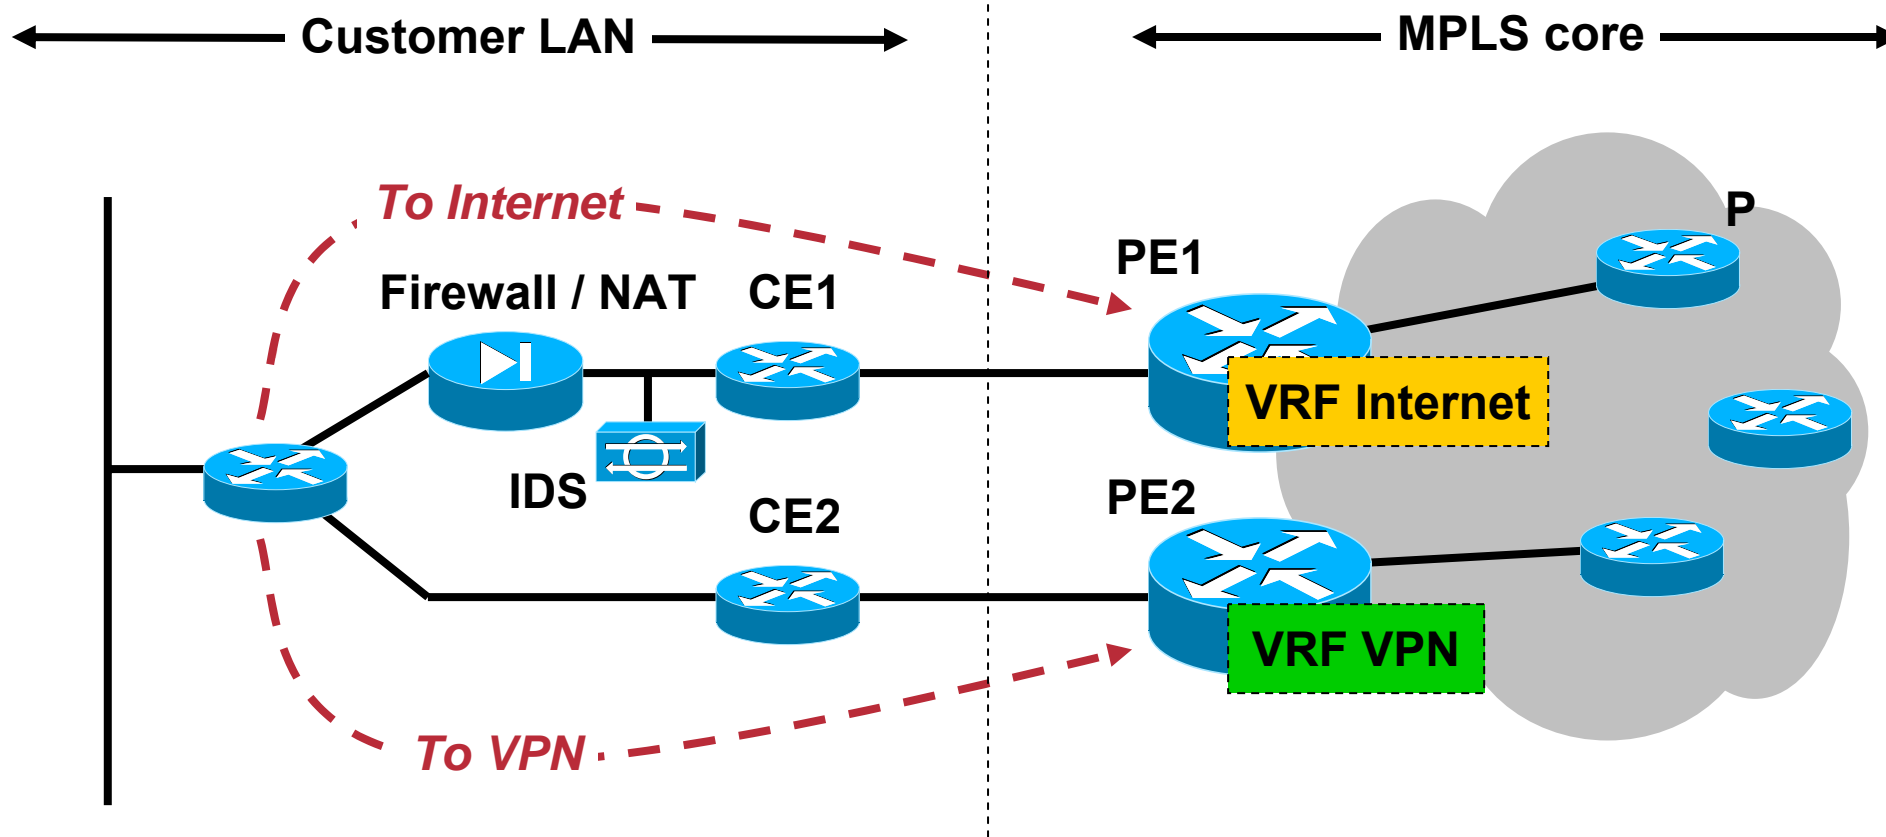 Customer LAN
MPLS core
To Internet
P
PE1
Firewall / NAT
CE1
VRF Internet
IDS
PE2
CE2
VRF VPN
To VPN